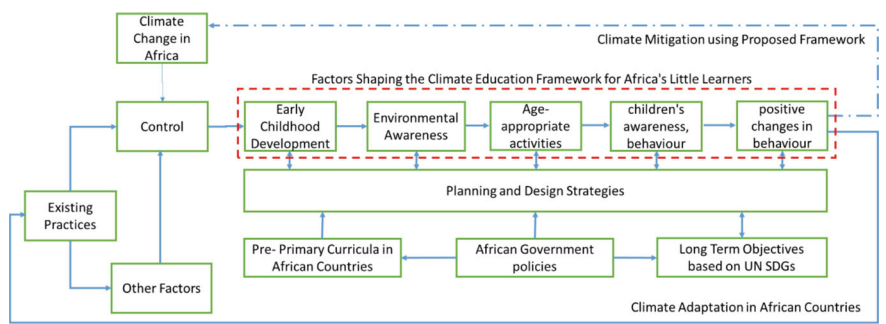 Climate
Change in
Africa
Climate Mitigation using Proposed Framework
Factors Shaping the Climate Education Framework for Africa's Little Learners
Control
Early
Childhood
Development
Environmental
Awareness
Age-
appropriate
activities
children's
awareness,
behaviour
positive
changes in
behaviour
Planning and Design Strategies
Existing
Practices
Pre- Primary Curricula in
African Countries
African Government
policies
Long Term Objectives
based on UN SDGs
Other Factors
Climate Adaptation in African Countries